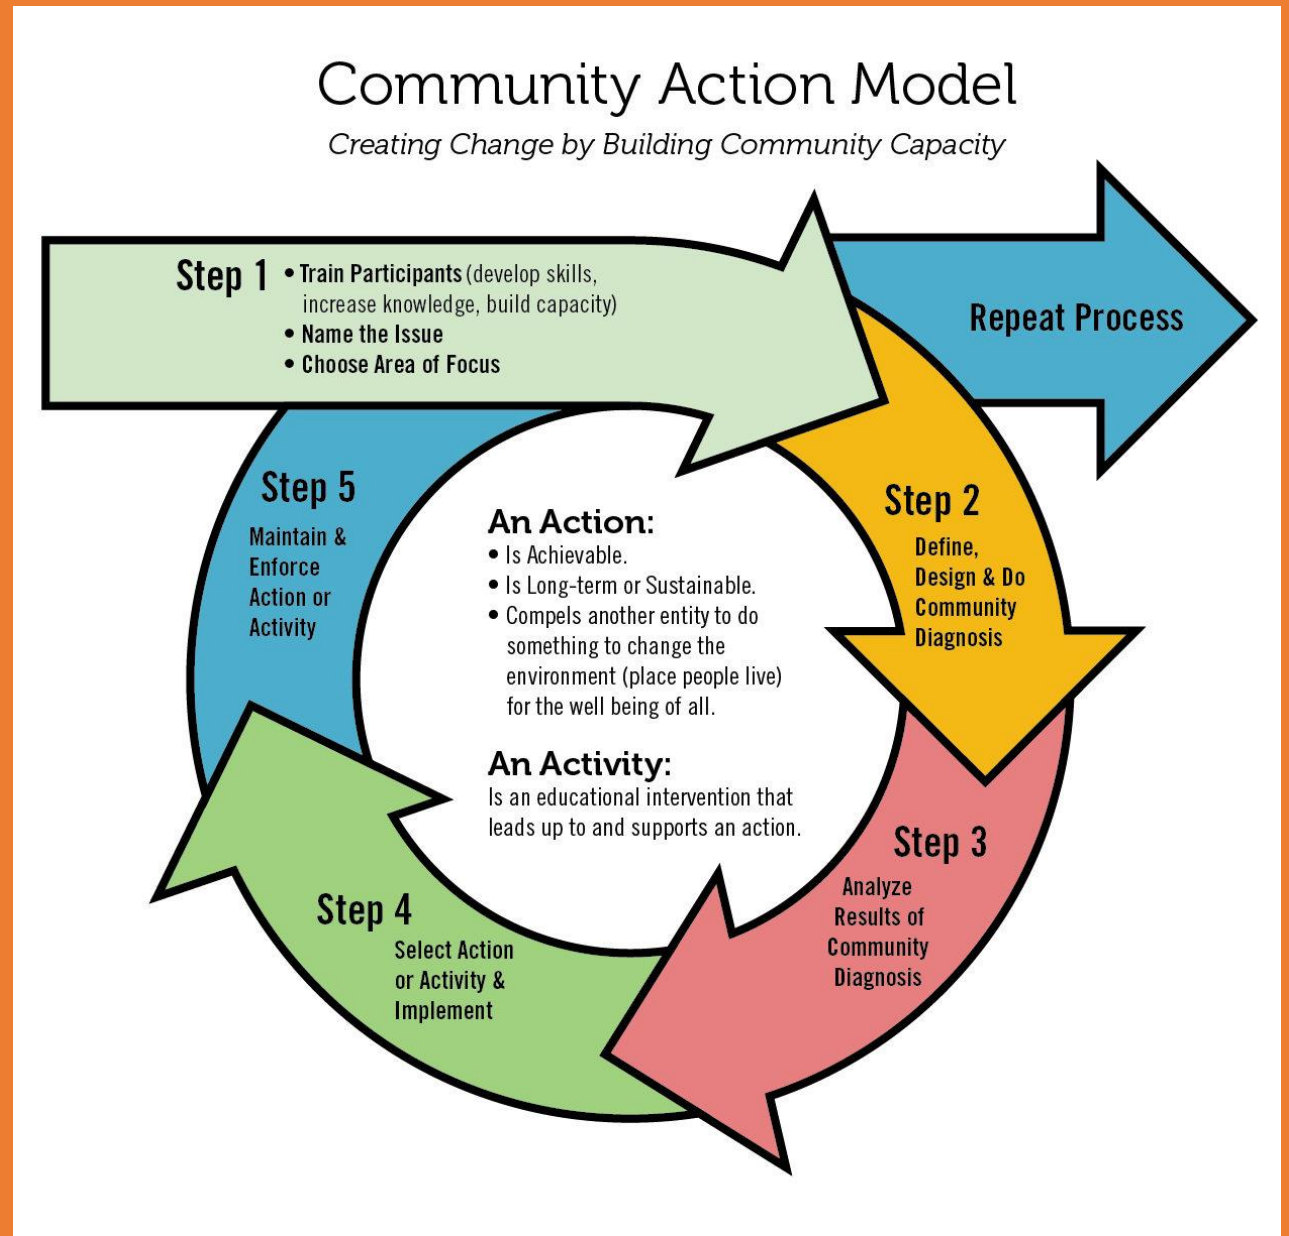 Community Action Model
Creating Change by Building Community Capacity
Step 1
• Train Participants (develop skills,
increase knowledge, build capacity)
• Name the Issue
• Choose Area of Focus
Repeat Process
Step 2
Define,
Design & Do
Community
Diagnosis
Step 3
Analyze
Results of
Community
Diagnosis
Step 4
Select Action
or Activity &
Implement
Step 5
Maintain &
Enforce
Action or
Activity
An Action:
• Is Achievable.
• Is Long-term or Sustainable.
• Compels another entity to do
something to change the
environment (place people live)
for the well being of all.
An Activity:
Is an educational intervention that
leads up to and supports an action.